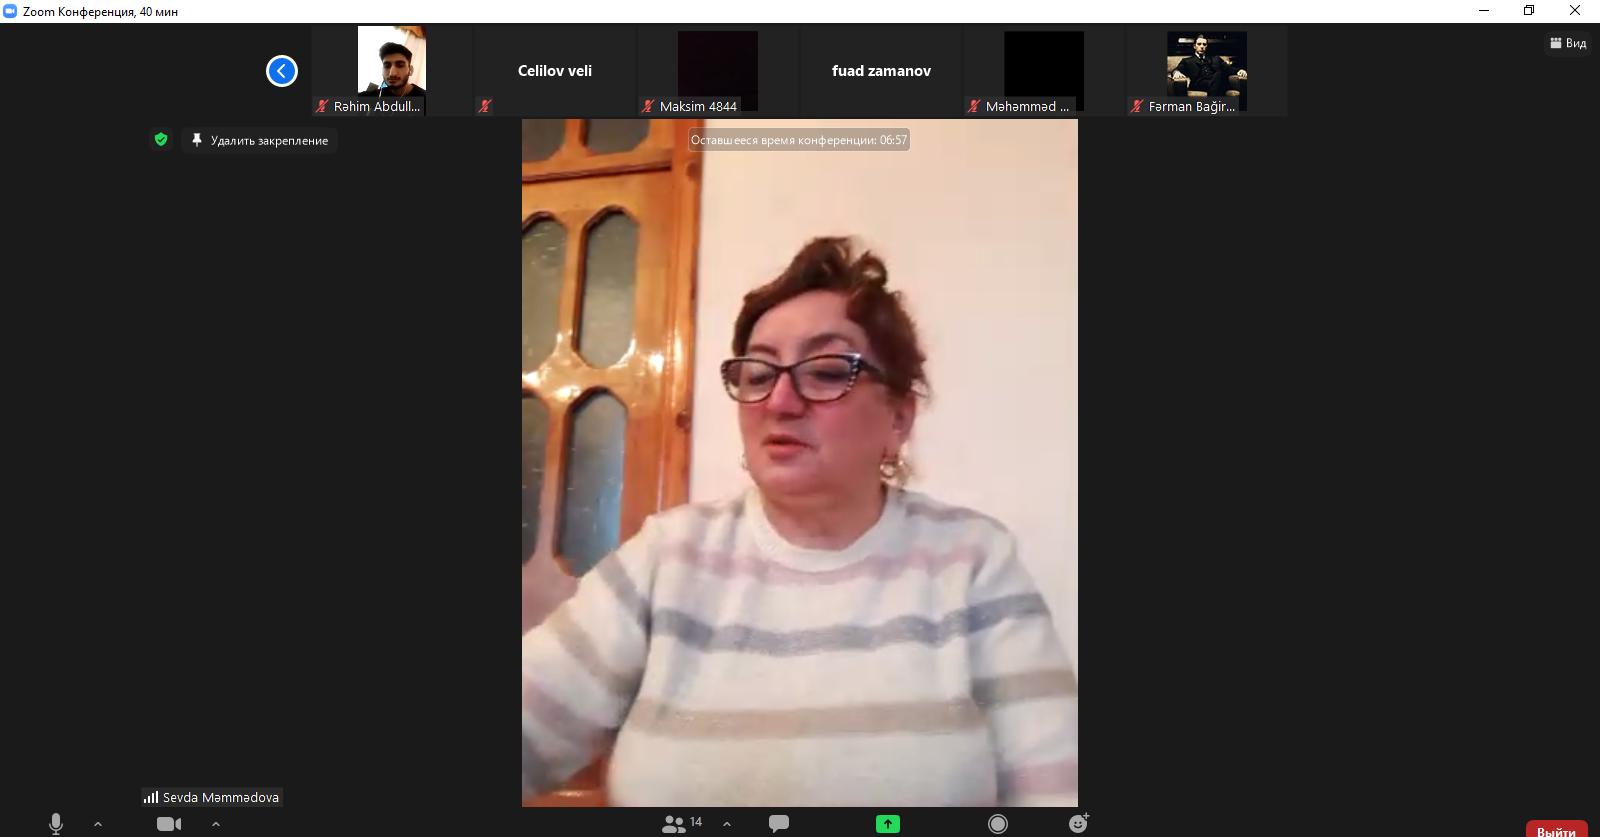 Zoom Конференция, 40 мин
Вид
Rəhim Abdull...
Celilov veli
Maksim 4844
fuad zamanov
Məhəmməd ...
Fərman Bağir...
Удалить закрепление
Оставшееся время конференции: 06:57
Sevda Məmmədova
14
Выйти